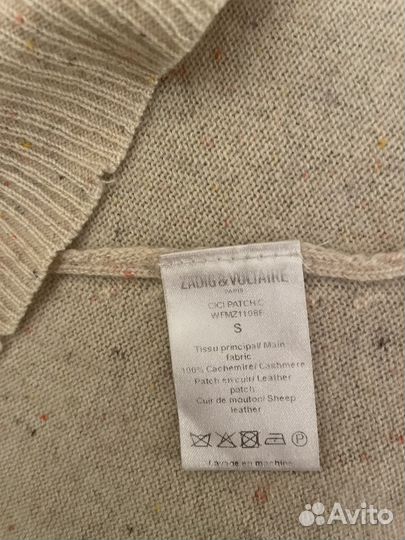 ZADIG & VOLTAIRE
PARIS
CICI PATCH C
WFMZ1108F
S
Tissu principal/ Main
fabric
100% Cachemire/ Cashmere
Patch en cuir/ Leather
patch
Cuir de mouton/ Sheep
leather
Lavage en machine
Avito